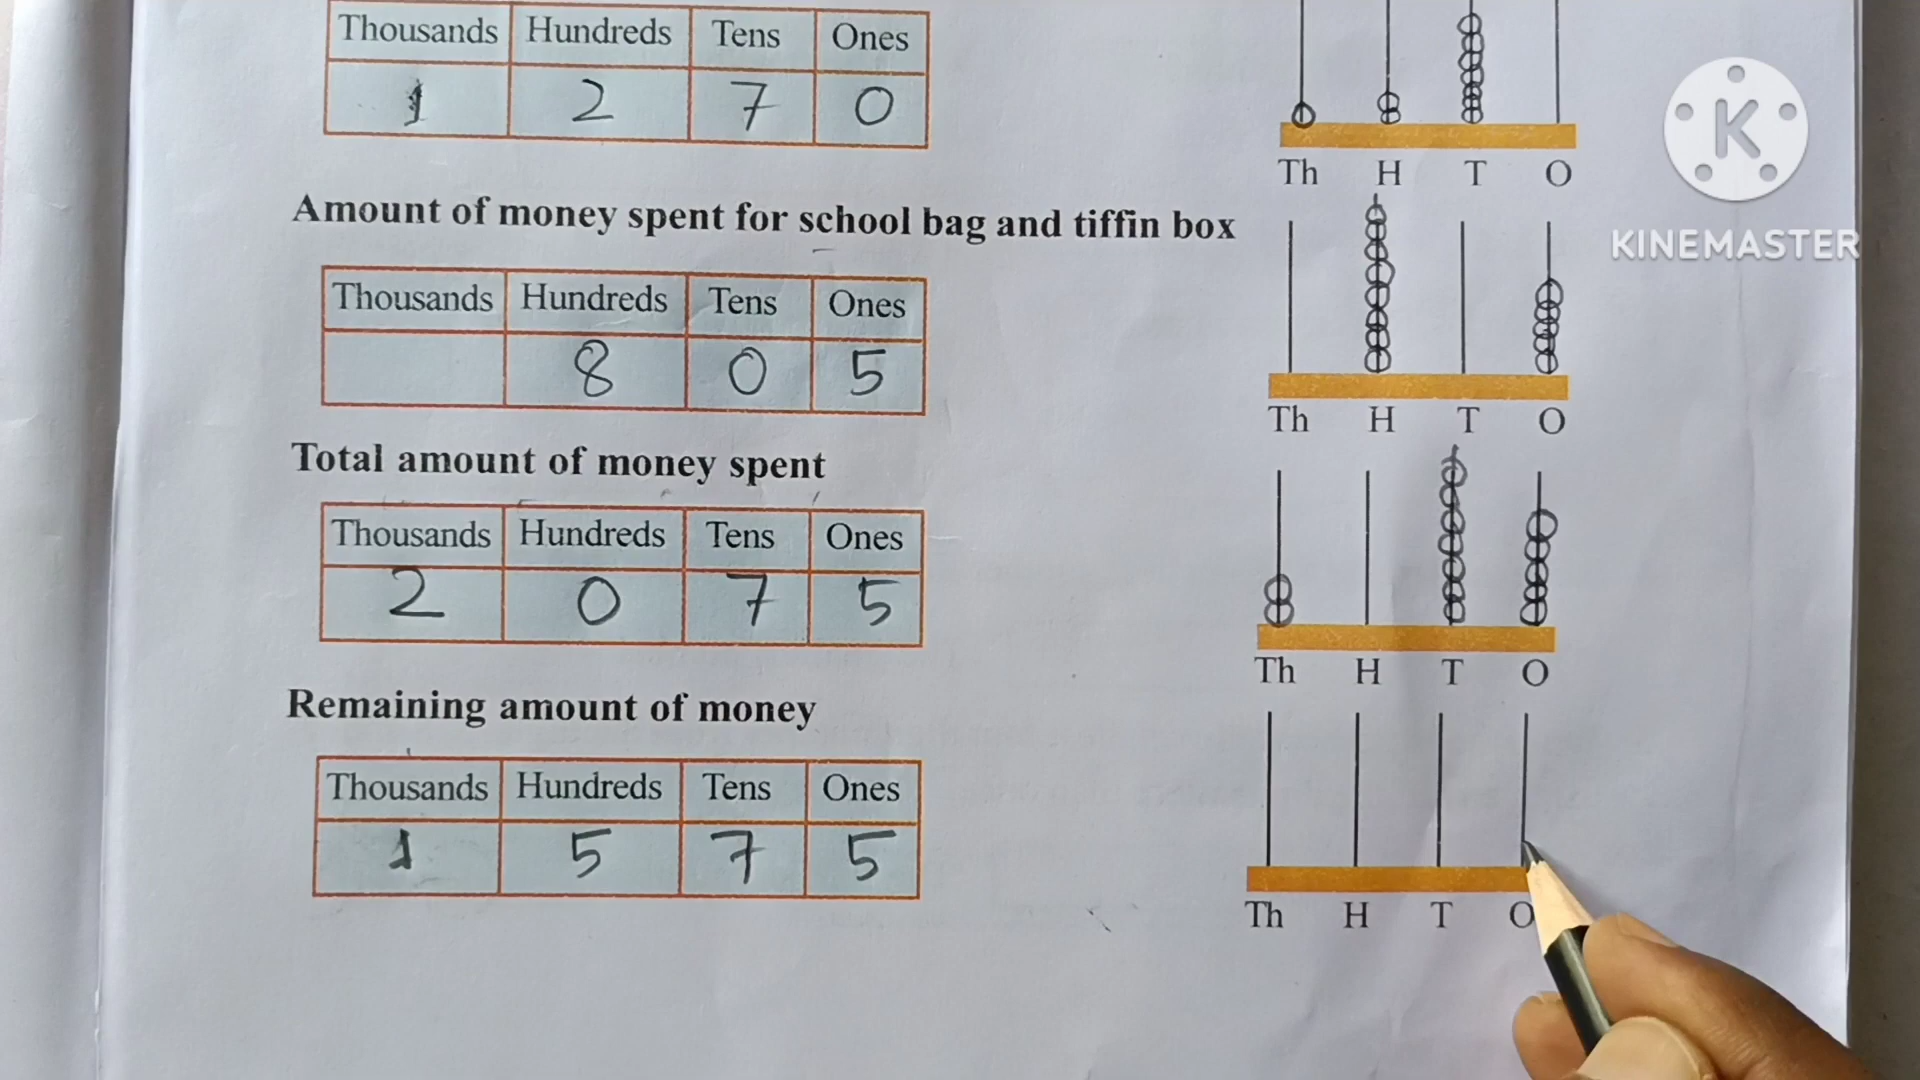 Thousands Hundreds Tens Ones
1 2 7 0
Th H T O
K
KINEMASTER
Amount of money spent for school bag and tiffin box
Thousands Hundreds Tens Ones
8 0 5
Th H T O
Total amount of money spent
Thousands Hundreds Tens Ones
2 0 7 5
Th H T O
Remaining amount of money
Thousands Hundreds Tens Ones
1 5 7 5
Th H T O